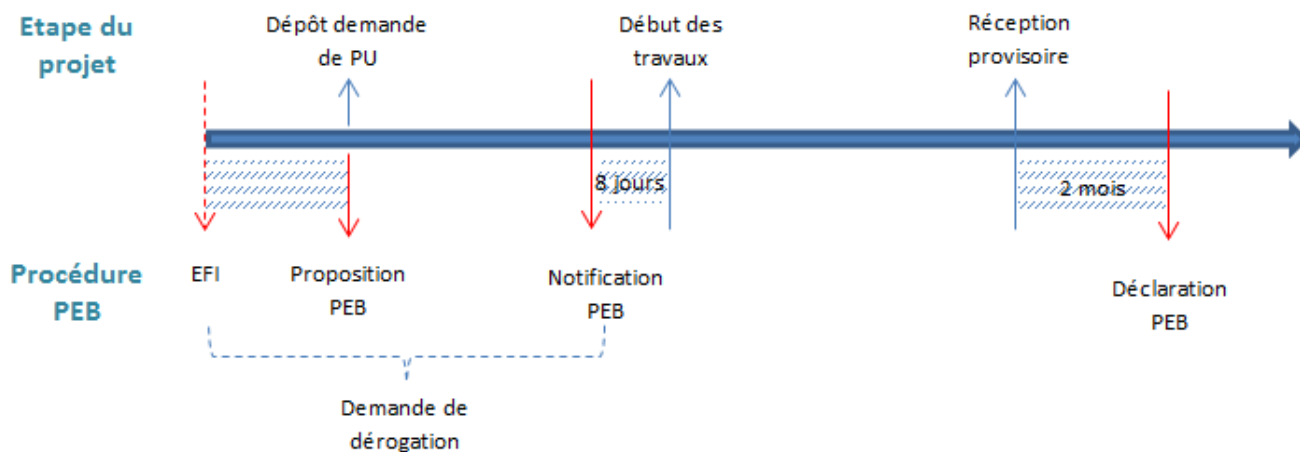 Etape du
projet
Dépôt demande
de PU
Début des
travaux
Réception
provisoire
8 jours
2 mois
Procédure
PEB
EFI
Proposition
PEB
Notification
PEB
Déclaration
PEB
Demande de
dérogation